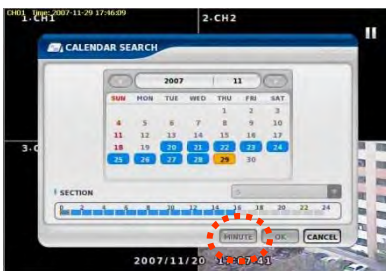 CH01 Time:2007-11-29 17:46:09
1.CH1 2.CH2
CALENDAR SEARCH
2007 11
SUN MON TUE WED THU FRI SAT
1 2 3
4 5 6 7 8 9 10
11 12 13 14 15 16 17
18 19 20 21 22 23 24
25 26 27 28 29 30
3.C
SECTION
0 2 4 6 8 10 12 14 16 18 20 22 24
MINUTE OK CANCEL
2007/11/20